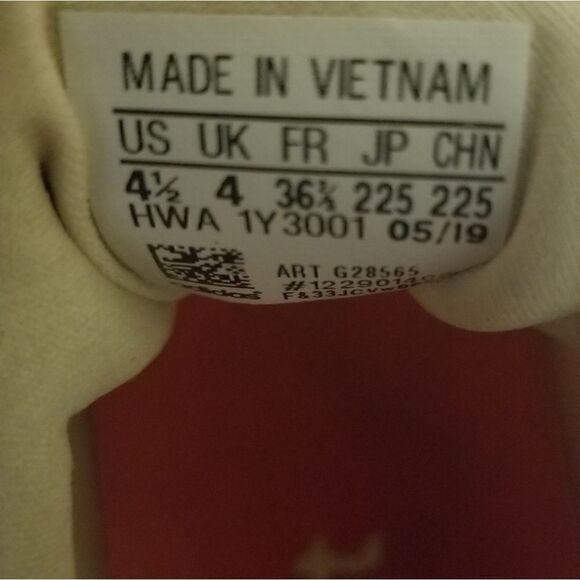 MADE IN VIETNAM
US UK FR JP CHN
4½ 4 36⅔ 225 225
HWA 1Y3001 05/19
ART G28565
adidas